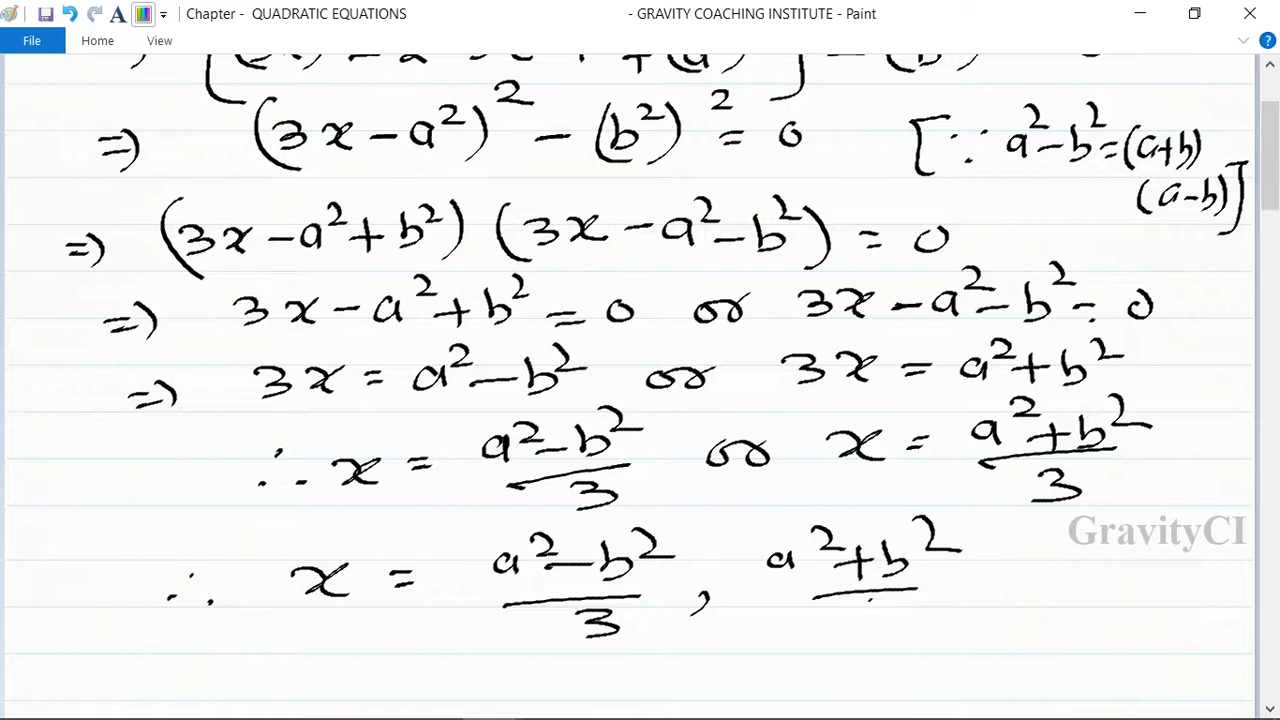 Chapter - QUADRATIC EQUATIONS - GRAVITY COACHING INSTITUTE - Paint
File Home View
⇒ (3x - a²)² - (b²)² = 0 [∵ a² - b² = (a+b)
(a-b)]
⇒ (3x - a² + b²) (3x - a² - b²) = 0
⇒ 3x - a² + b² = 0 or 3x - a² - b² = 0
⇒ 3x = a² - b² or 3x = a² + b²
∴ x = (a² - b²)/3 or x = (a² + b²)/3
GravityCI
∴ x = (a² - b²)/3 , a² + b²